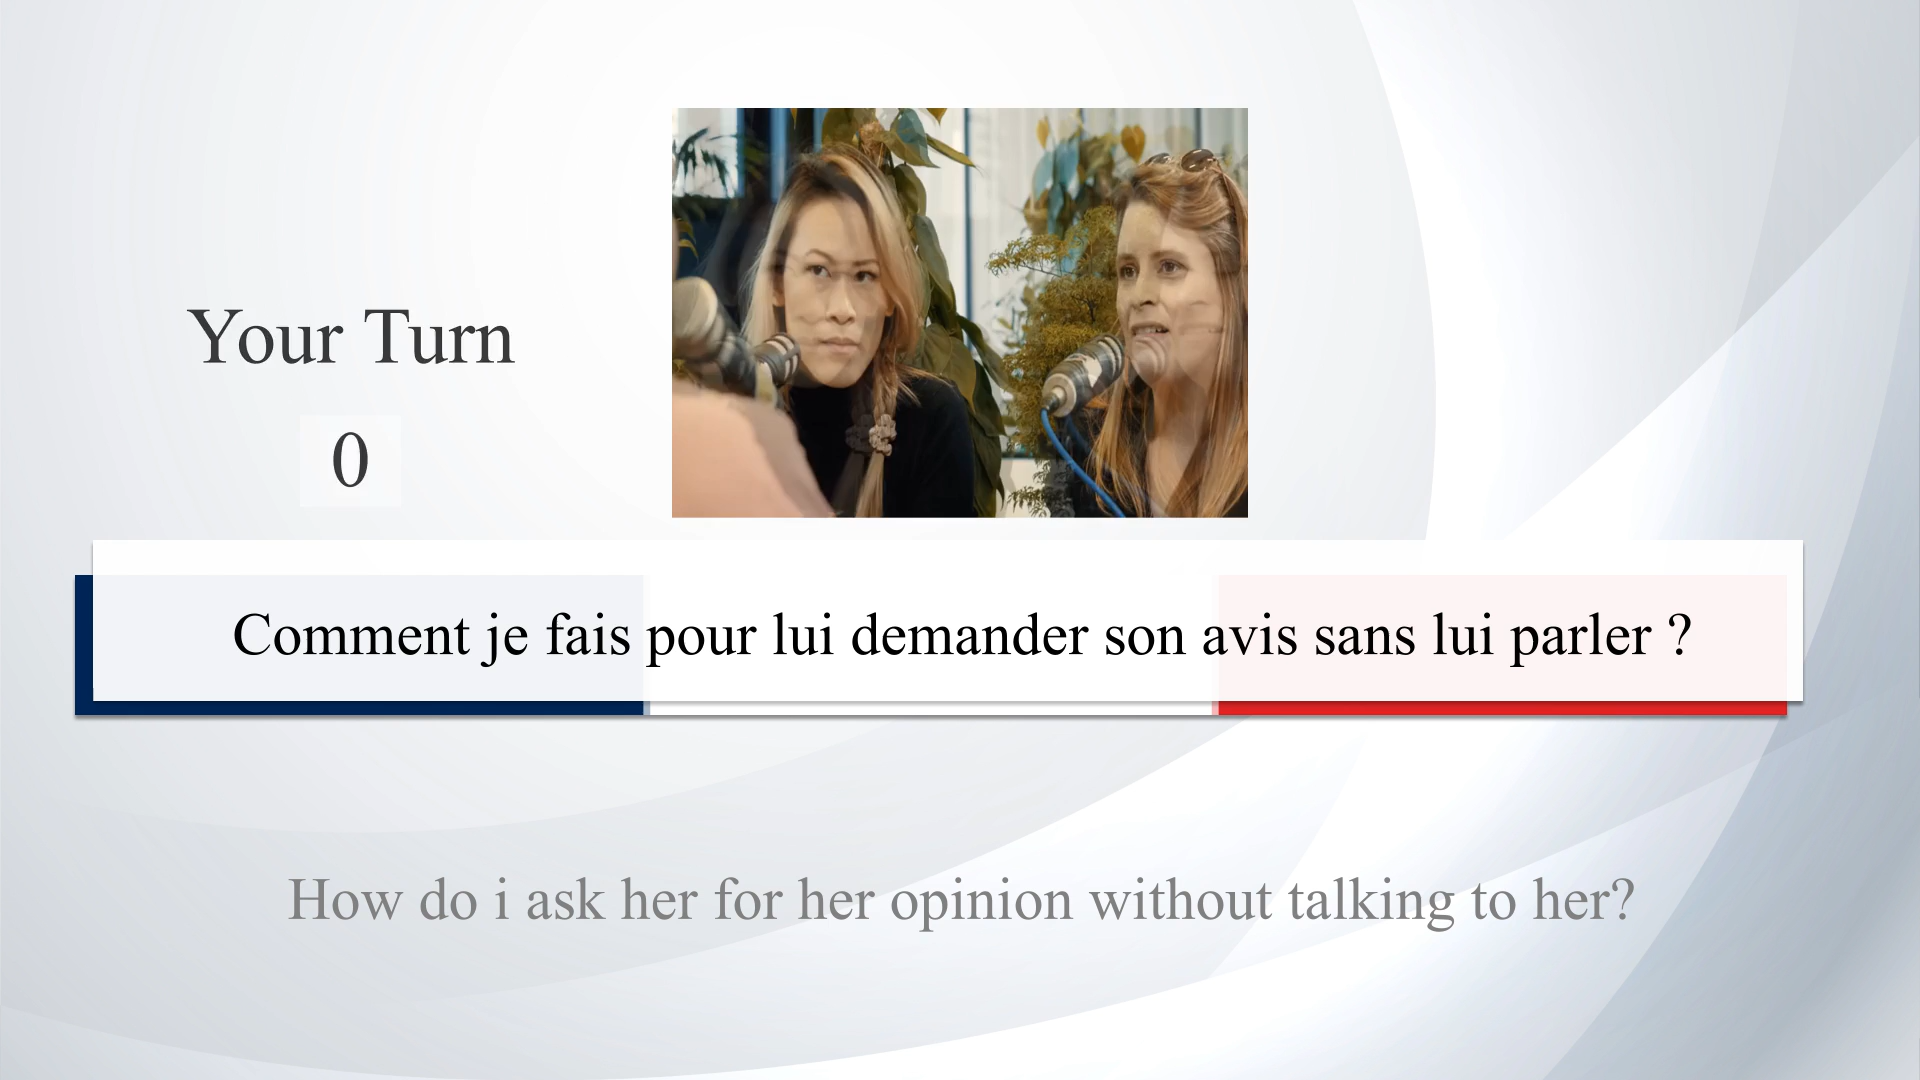 Your Turn
0
Comment je fais pour lui demander son avis sans lui parler ?
How do i ask her for her opinion without talking to her?